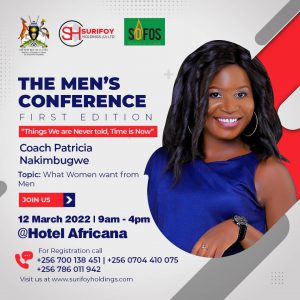 SURIFOY
HOLDINGS (U) LTD
SOFOS
THE MEN'S
CONFERENCE
FIRST EDITION
"Things We are Never told, Time is Now"
Coach Patricia
Nakimbugwe
Topic: What Women want from
Men
JOIN US
12 March 2022 | 9am - 4pm
@Hotel Africana
For Registration call
+256 700 138 451 | +256 0704 410 075
+256 786 011 942
Visit us at www.surifoyholdings.com